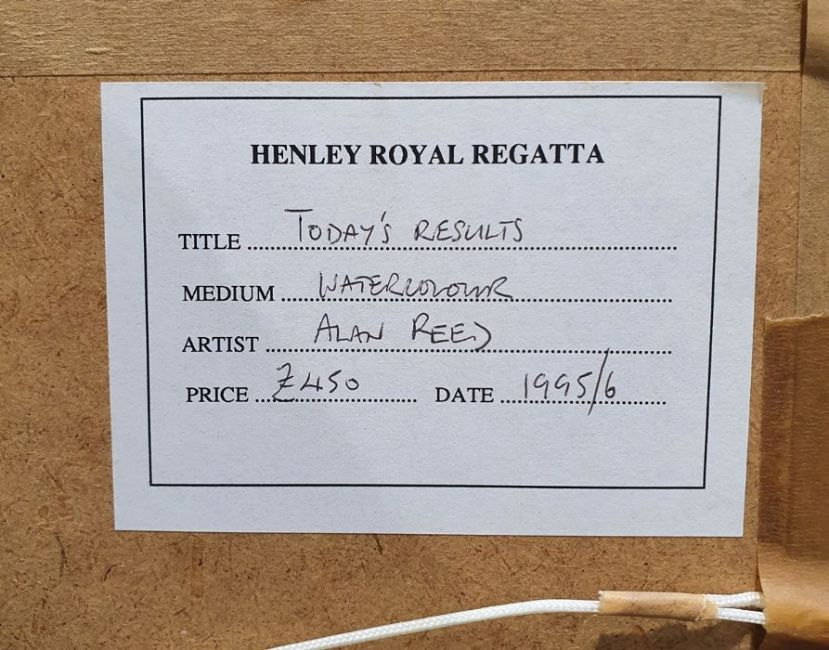 HENLEY ROYAL REGATTA
TITLE TODAY'S RESULTS
MEDIUM WATERCOLOUR
ARTIST ALAN REED
PRICE £450 DATE 1995/6